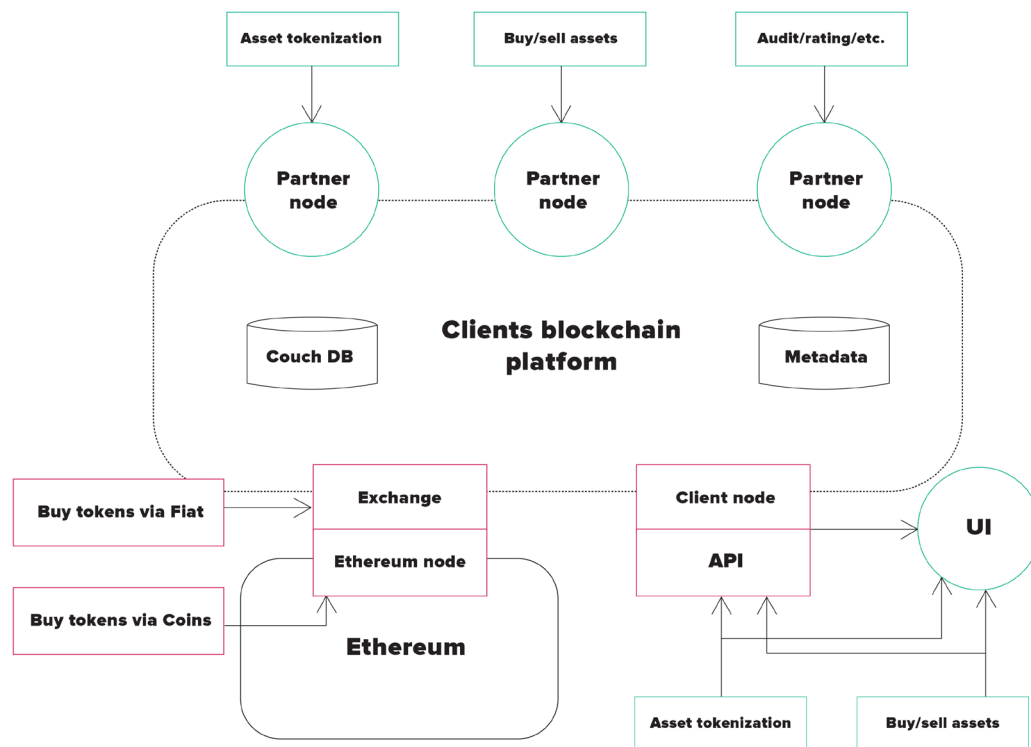 Asset tokenization
Buy/sell assets
Audit/rating/etc.
Partner
node
Partner
node
Partner
node
Clients blockchain
platform
Couch DB
Metadata
Buy tokens via Fiat
Exchange
Client node
UI
Ethereum node
API
Buy tokens via Coins
Ethereum
Asset tokenization
Buy/sell assets